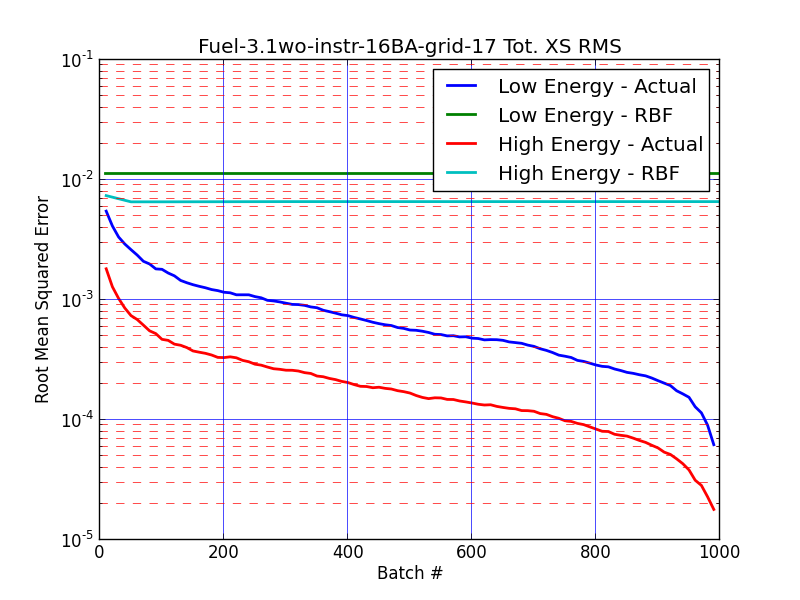 Fuel-3.1wo-instr-16BA-grid-17 Tot. XS RMS
Low Energy - Actual
Low Energy - RBF
High Energy - Actual
High Energy - RBF
Root Mean Squared Error
10^-1
10^-2
10^-3
10^-4
10^-5
0 200 400 600 800 1000
Batch #